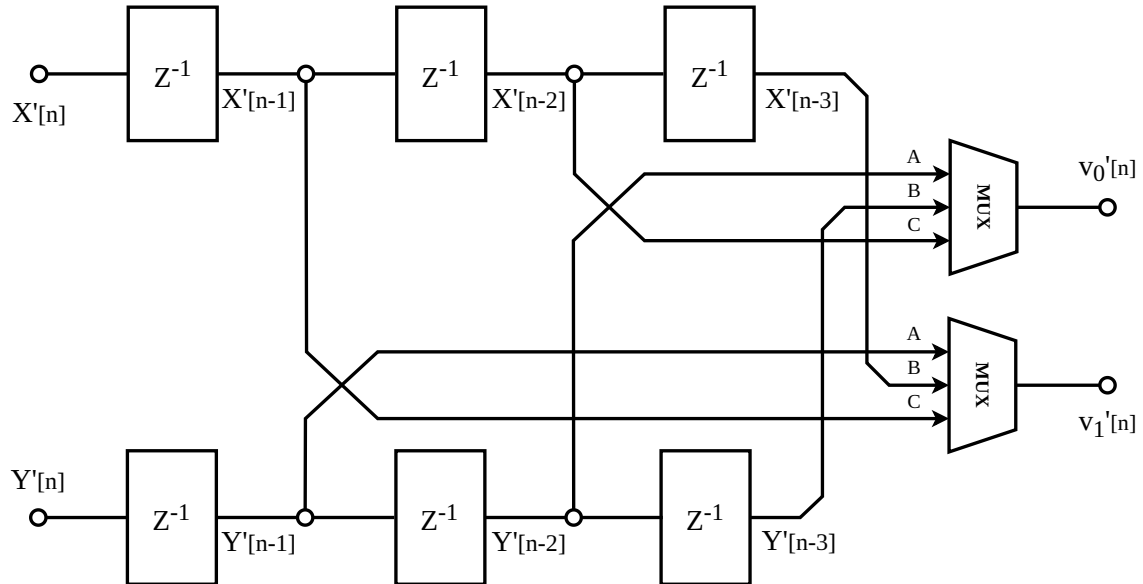 Z-1
Z-1
Z-1
X'[n]
X'[n-1]
X'[n-2]
X'[n-3]
A
B
C
MUX
v0'[n]
A
B
C
MUX
v1'[n]
Y'[n]
Z-1
Z-1
Z-1
Y'[n-1]
Y'[n-2]
Y'[n-3]